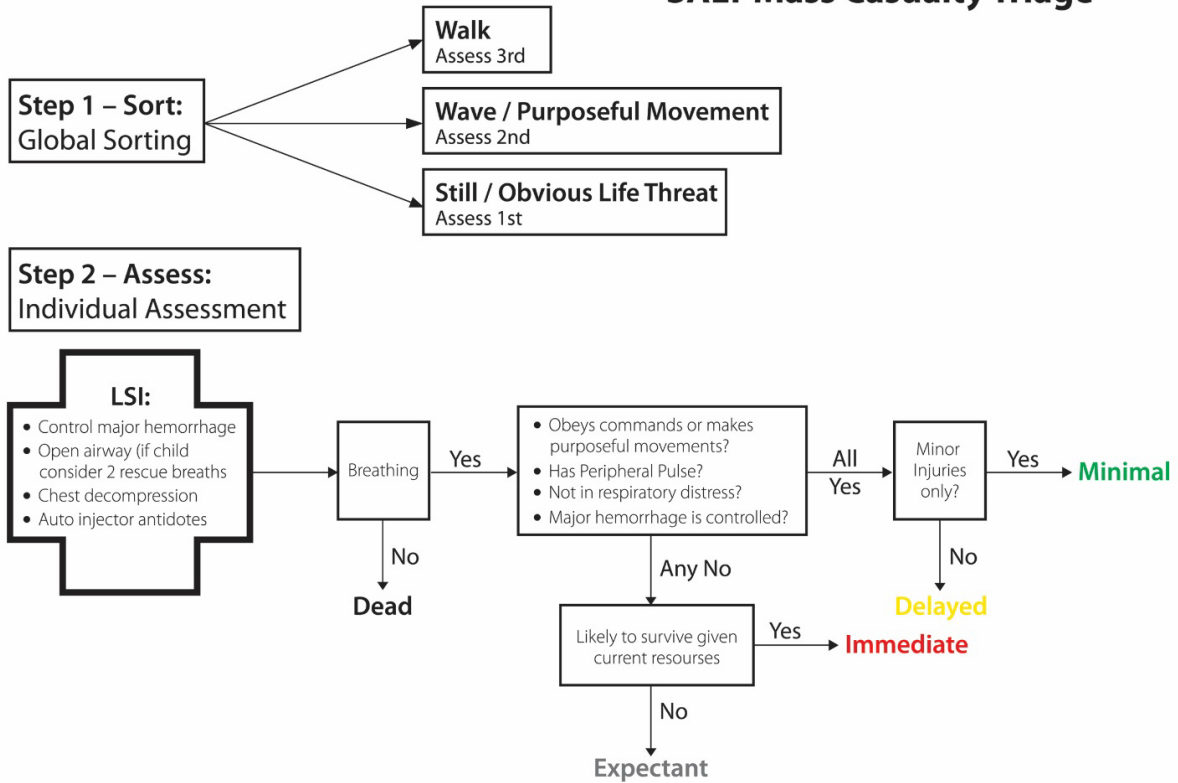 SALT Mass Casualty Triage
Walk
Assess 3rd
Step 1 – Sort:
Global Sorting
Wave / Purposeful Movement
Assess 2nd
Still / Obvious Life Threat
Assess 1st
Step 2 – Assess:
Individual Assessment
LSI:
• Control major hemorrhage
• Open airway (if child
consider 2 rescue breaths
• Chest decompression
• Auto injector antidotes
Breathing
Yes
No
Dead
• Obeys commands or makes
purposeful movements?
• Has Peripheral Pulse?
• Not in respiratory distress?
• Major hemorrhage is controlled?
All
Yes
Minor
Injuries
only?
Yes
Minimal
No
Delayed
Any No
Likely to survive given
current resourses
Yes
Immediate
No
Expectant